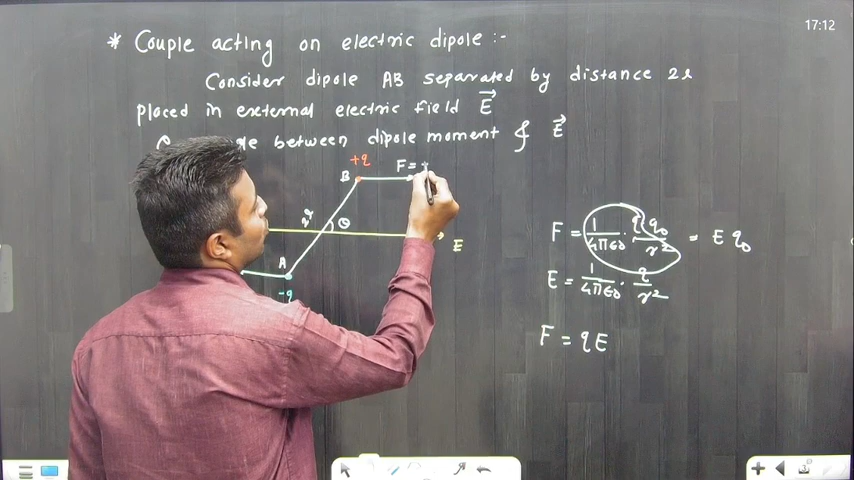 17:12
* Couple acting on electric dipole :-
Consider dipole AB separated by distance 2l
placed in external electric field E⃗
between dipole moment & E⃗
+q
B
F = +
2l
θ
E
A
-q
F = 1/4πε0 · q q0/r² = E q0
E = 1/4πε0 · q/r²
F = qE